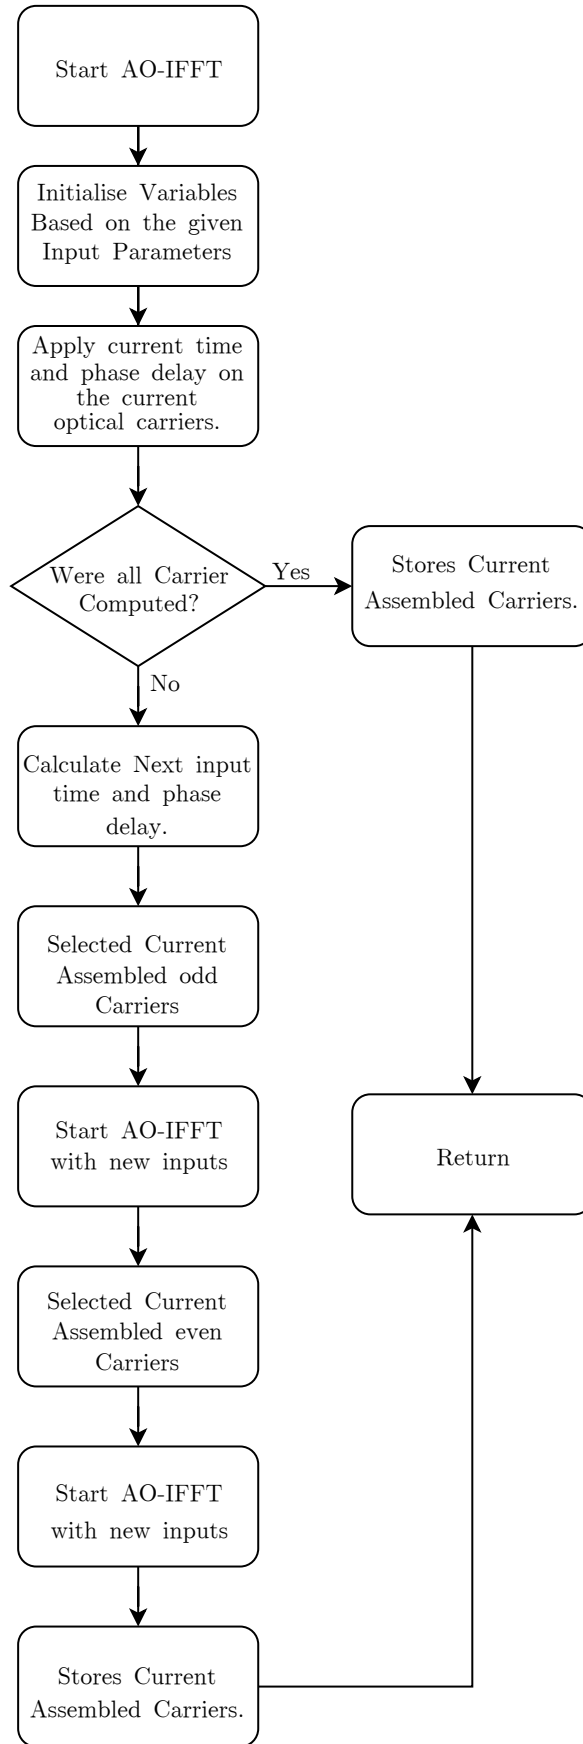 Start AO-IFFT
Initialise Variables
Based on the given
Input Parameters
Apply current time
and phase delay on
the current
optical carriers.
Were all Carrier
Computed?
Yes
Stores Current
Assembled Carriers.
No
Calculate Next input
time and phase
delay.
Selected Current
Assembled odd
Carriers
Start AO-IFFT
with new inputs
Return
Selected Current
Assembled even
Carriers
Start AO-IFFT
with new inputs
Stores Current
Assembled Carriers.